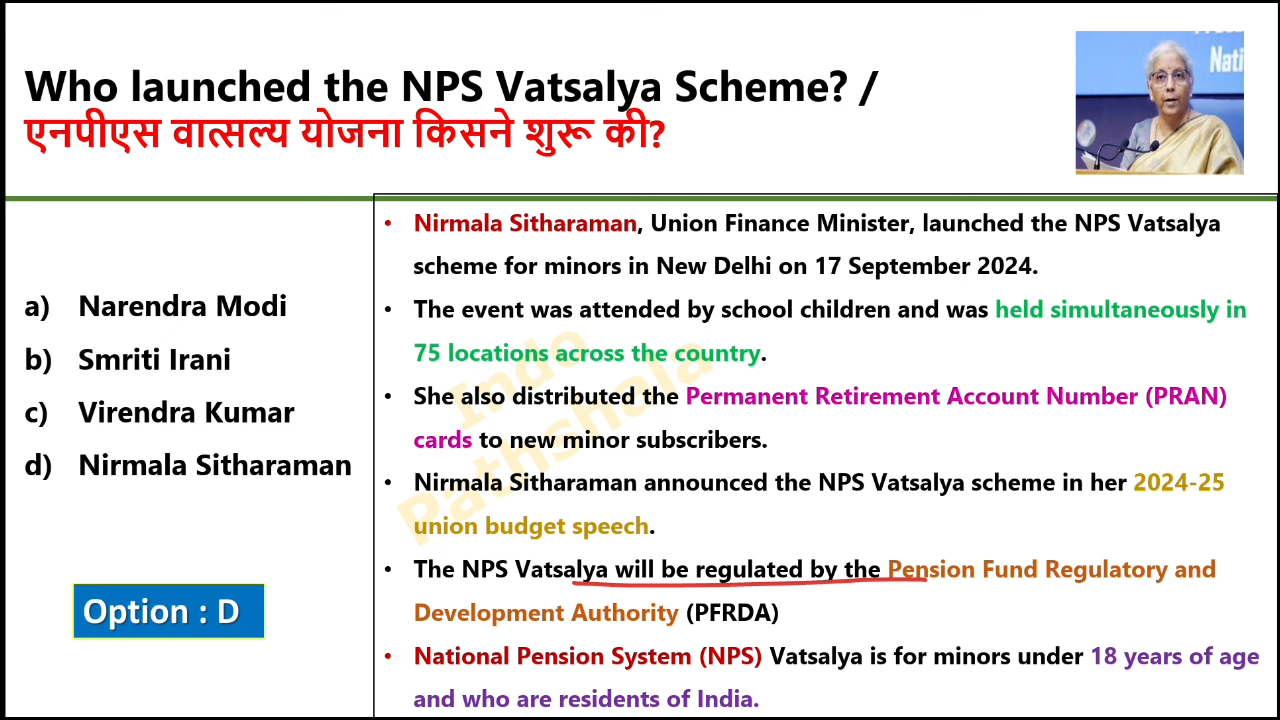 Who launched the NPS Vatsalya Scheme? /
एनपीएस वात्सल्य योजना किसने शुरू की?
Nati
a) Narendra Modi
b) Smriti Irani
c) Virendra Kumar
d) Nirmala Sitharaman
Option : D
• Nirmala Sitharaman, Union Finance Minister, launched the NPS Vatsalya
scheme for minors in New Delhi on 17 September 2024.
• The event was attended by school children and was held simultaneously in
75 locations across the country.
• She also distributed the Permanent Retirement Account Number (PRAN)
cards to new minor subscribers.
• Nirmala Sitharaman announced the NPS Vatsalya scheme in her 2024-25
union budget speech.
• The NPS Vatsalya will be regulated by the Pension Fund Regulatory and
Development Authority (PFRDA)
• National Pension System (NPS) Vatsalya is for minors under 18 years of age
and who are residents of India.
Indo
Pathshala